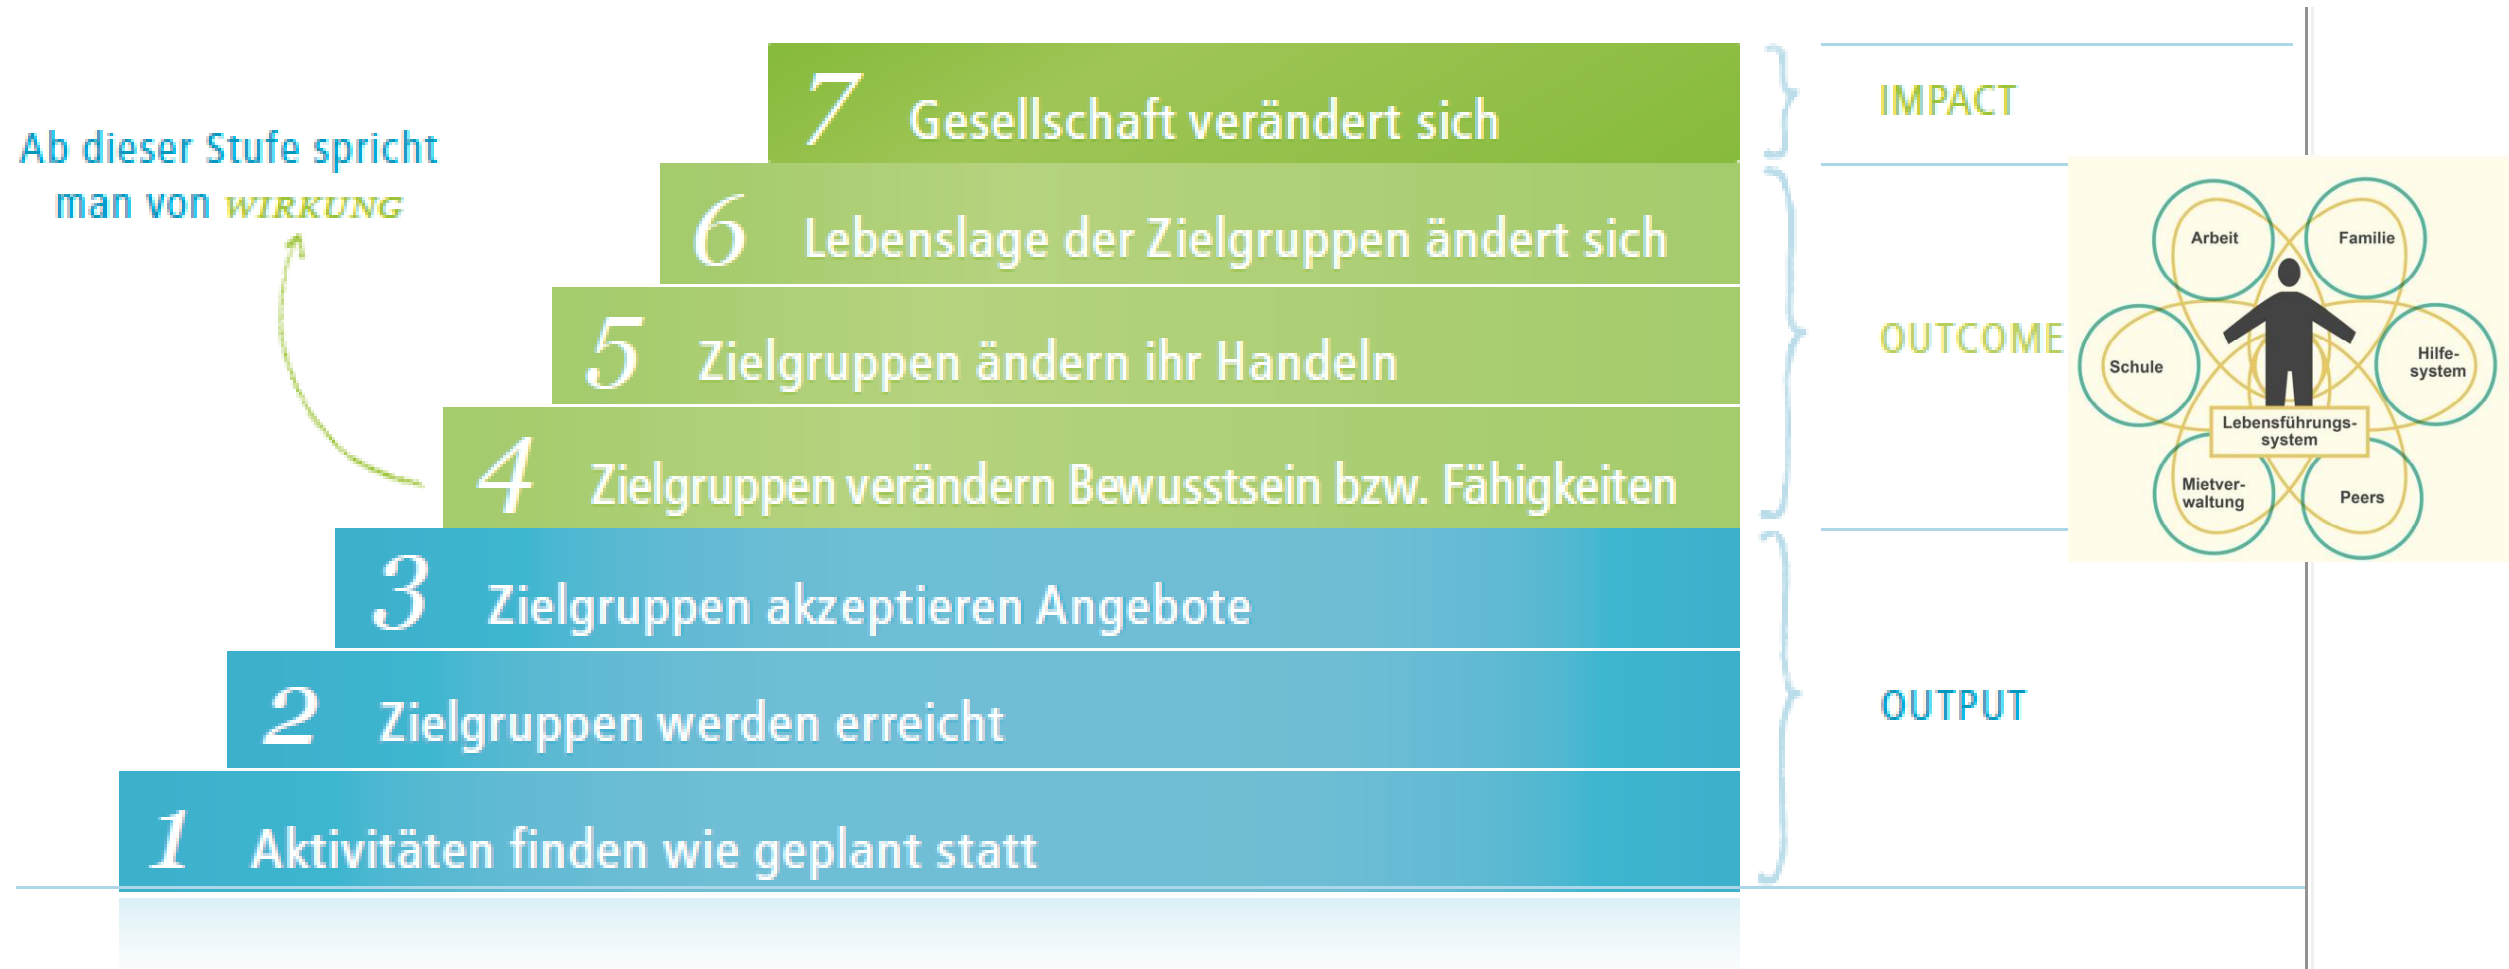 Ab dieser Stufe spricht
man von WIRKUNG
7 Gesellschaft verändert sich
6 Lebenslage der Zielgruppen ändert sich
5 Zielgruppen ändern ihr Handeln
4 Zielgruppen verändern Bewusstsein bzw. Fähigkeiten
3 Zielgruppen akzeptieren Angebote
2 Zielgruppen werden erreicht
1 Aktivitäten finden wie geplant statt
IMPACT
OUTCOME
OUTPUT
Arbeit
Familie
Schule
Hilfe-
system
Lebensführungs-
system
Mietver-
waltung
Peers